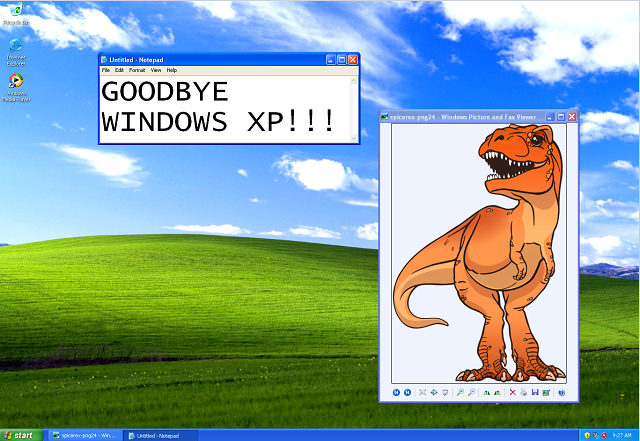 Recycle Bin
Internet
Explorer
Windows
Media Player
Untitled - Notepad
File Edit Format View Help
GOODBYE
WINDOWS XP!!!
spicerex-png24 - Windows Picture and Fax Viewer
start
spicerex-png24 - Win...
Untitled - Notepad
9:27 AM